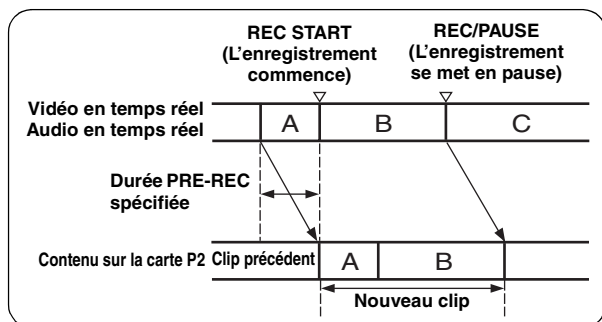 REC START
(L'enregistrement
commence)
REC/PAUSE
(L'enregistrement
se met en pause)
Vidéo en temps réel
Audio en temps réel
A
B
C
Durée PRE-REC
spécifiée
Contenu sur la carte P2
Clip précédent
A
B
Nouveau clip